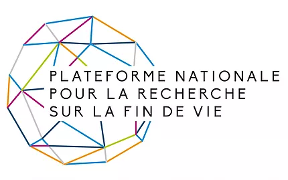 PLATEFORME NATIONALE
POUR LA RECHERCHE
SUR LA FIN DE VIE